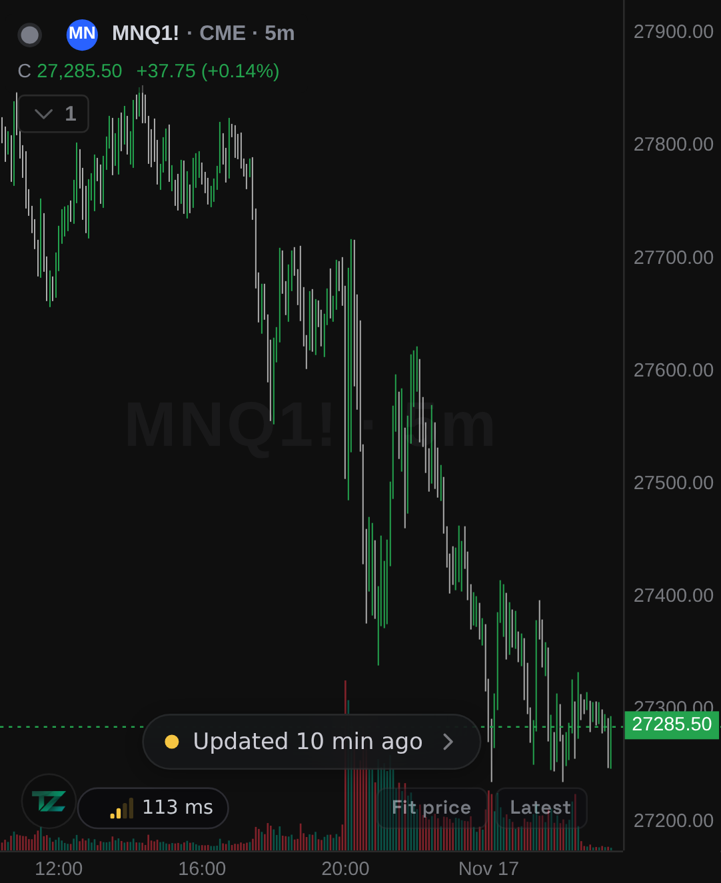 MN MNQ1! · CME · 5m
C 27,285.50 +37.75 (+0.14%)
1
27900.00
27800.00
27700.00
27600.00
MNQ1! · 5m
27500.00
27400.00
27300.00
27285.50
Updated 10 min ago
113 ms
Fit price
Latest
27200.00
12:00 16:00 20:00 Nov 17